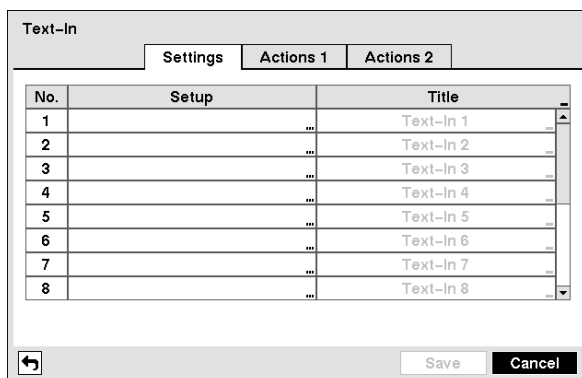 Text-In
Settings Actions 1 Actions 2
No. Setup Title
1 ... Text-In 1
2 ... Text-In 2
3 ... Text-In 3
4 ... Text-In 4
5 ... Text-In 5
6 ... Text-In 6
7 ... Text-In 7
8 ... Text-In 8
Save Cancel